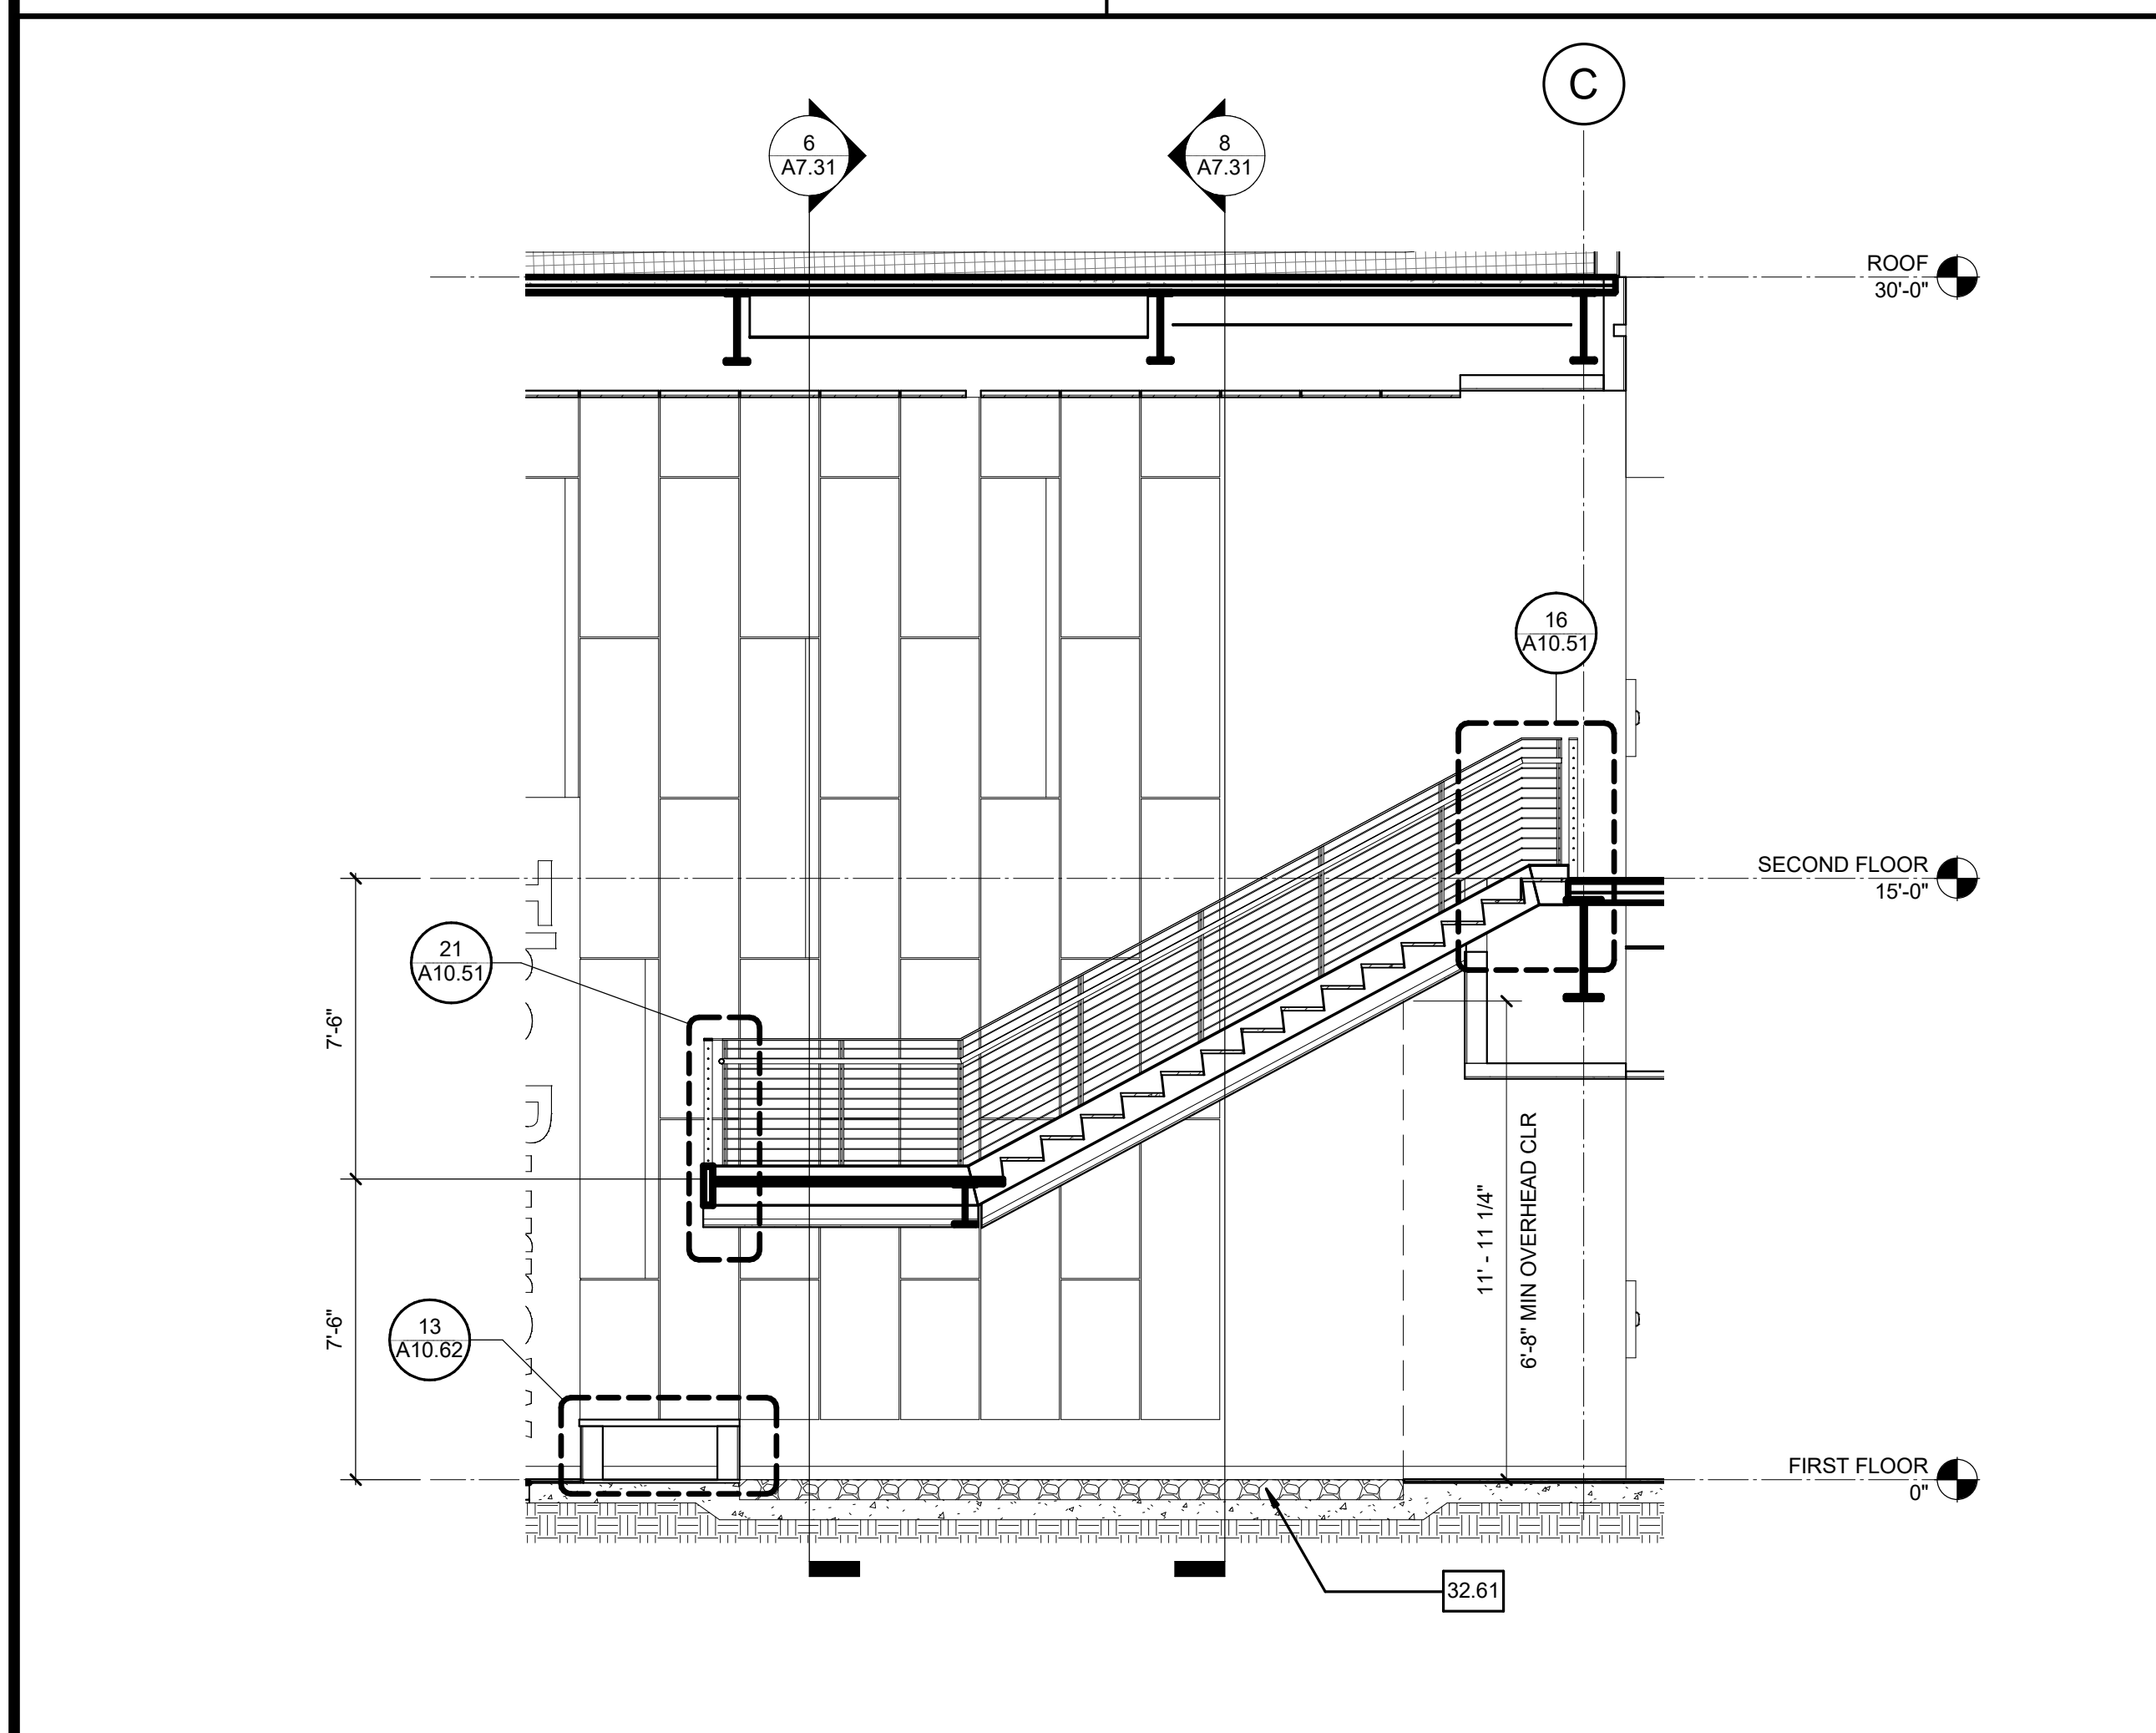 C
6
A7.31
8
A7.31
ROOF
30'-0"
16
A10.51
SECOND FLOOR
15'-0"
21
A10.51
7'-6"
11' - 11 1/4"
6'-8" MIN OVERHEAD CLR
13
A10.62
7'-6"
FIRST FLOOR
0"
32.61